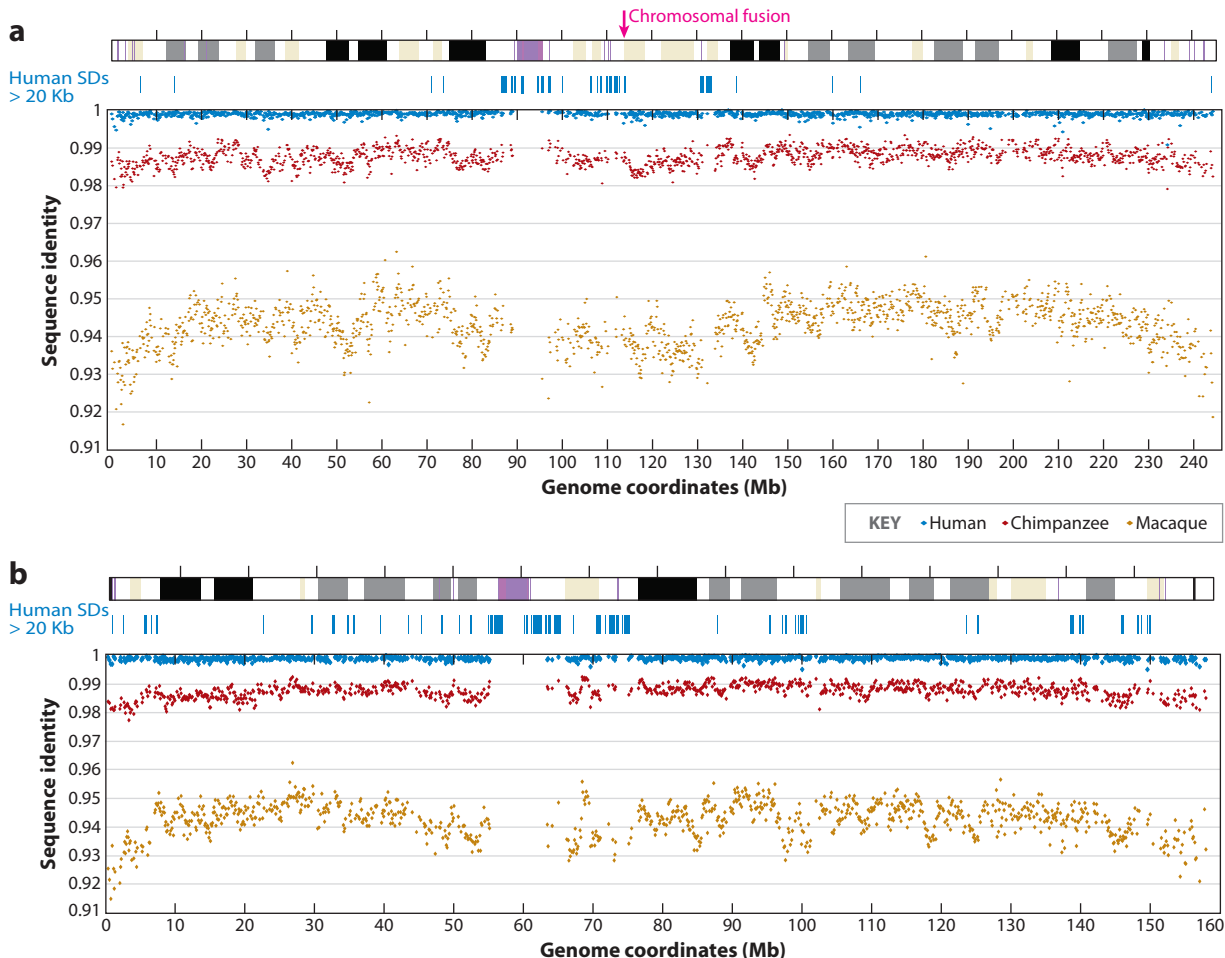 a
Chromosomal fusion
Human SDs
> 20 Kb
1
0.99
0.98
0.97
0.96
0.95
0.94
0.93
0.92
0.91
Sequence identity
0 10 20 30 40 50 60 70 80 90 100 110 120 130 140 150 160 170 180 190 200 210 220 230 240
Genome coordinates (Mb)
KEY Human Chimpanzee Macaque
b
Human SDs
> 20 Kb
1
0.99
0.98
0.97
0.96
0.95
0.94
0.93
0.92
0.91
Sequence identity
0 10 20 30 40 50 60 70 80 90 100 110 120 130 140 150 160
Genome coordinates (Mb)